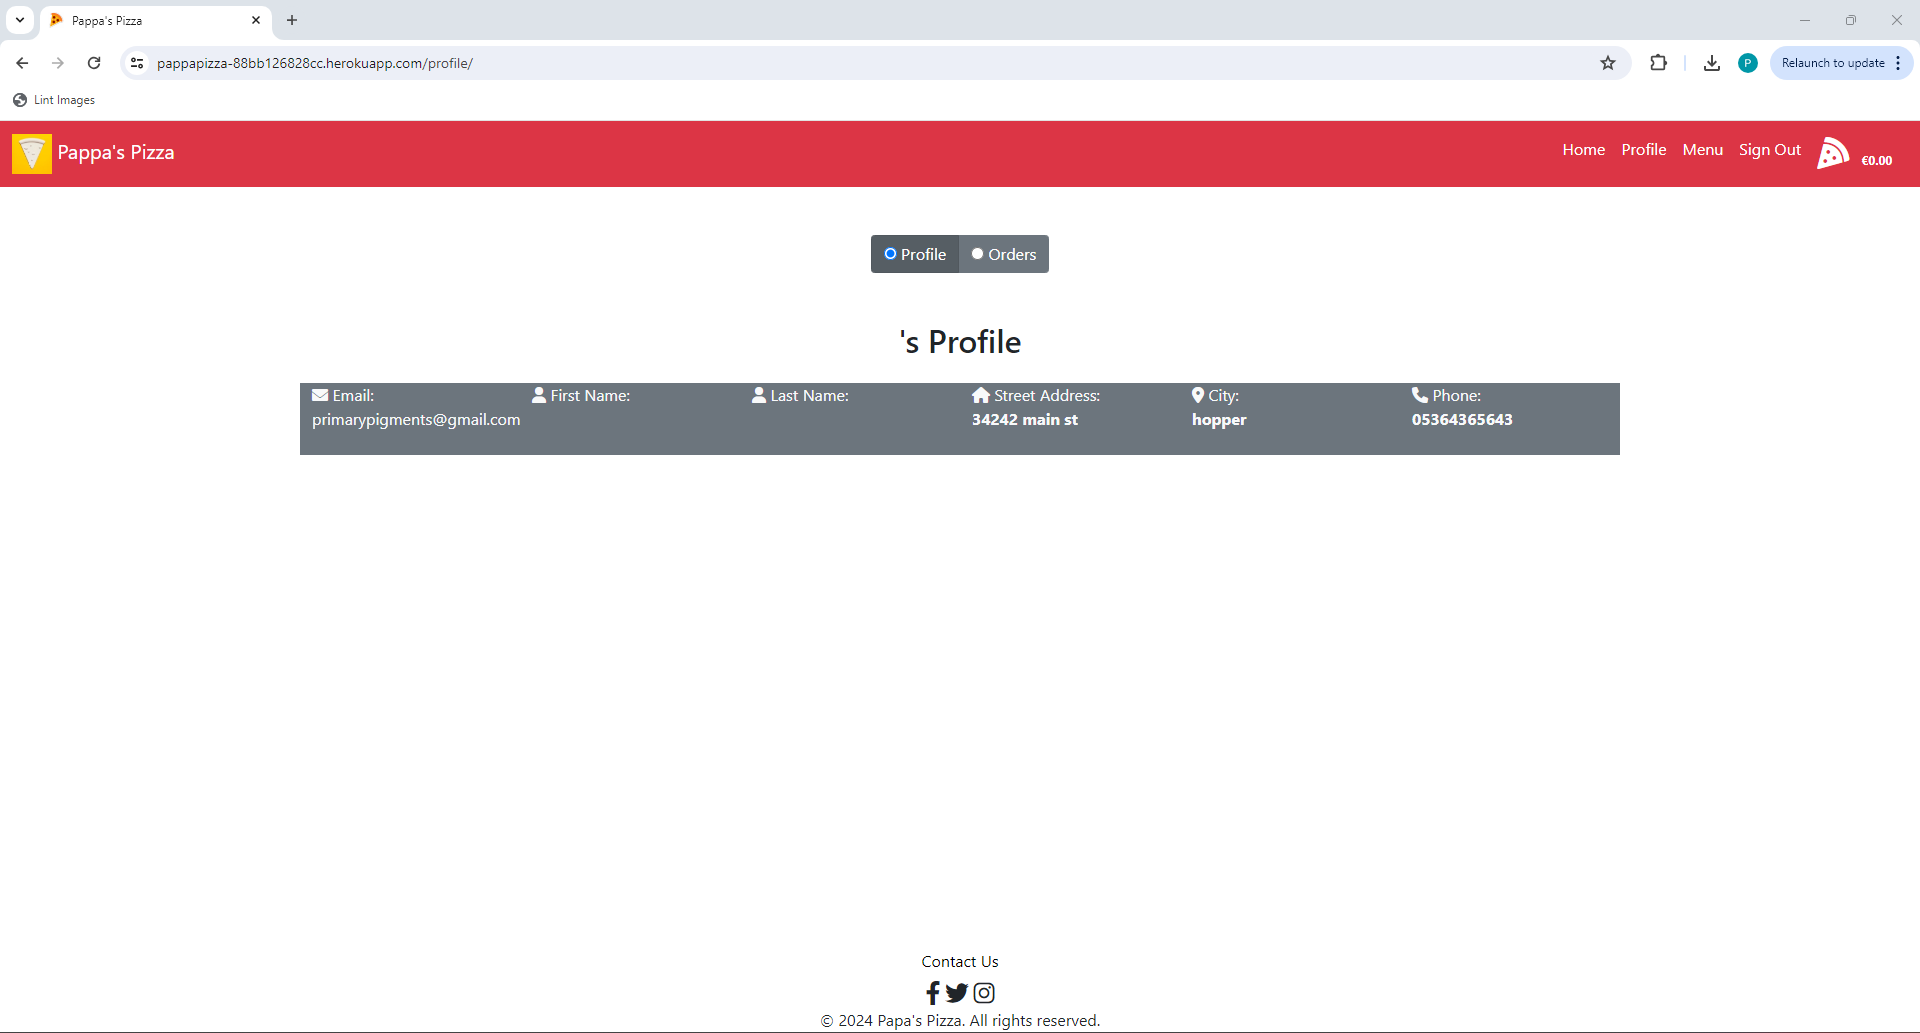 Pappa's Pizza
pappapizza-88bb126828cc.herokuapp.com/profile/
P
Relaunch to update
Lint Images
Pappa's Pizza
Home Profile Menu Sign Out €0.00
Profile Orders
's Profile
Email: First Name: Last Name: Street Address: City: Phone:
primarypigments@gmail.com 34242 main st hopper 05364365643
Contact Us
© 2024 Papa's Pizza. All rights reserved.